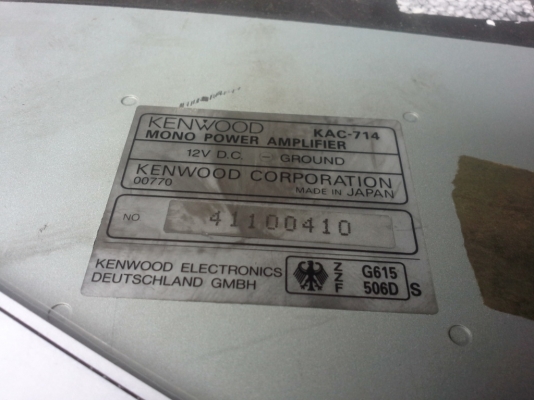 KENWOOD KAC-714
MONO POWER AMPLIFIER
12V D.C. – GROUND
KENWOOD CORPORATION
00770 MADE IN JAPAN
NO 41100410
KENWOOD ELECTRONICS
DEUTSCHLAND GMBH
Z
Z
F
G615
506D
S